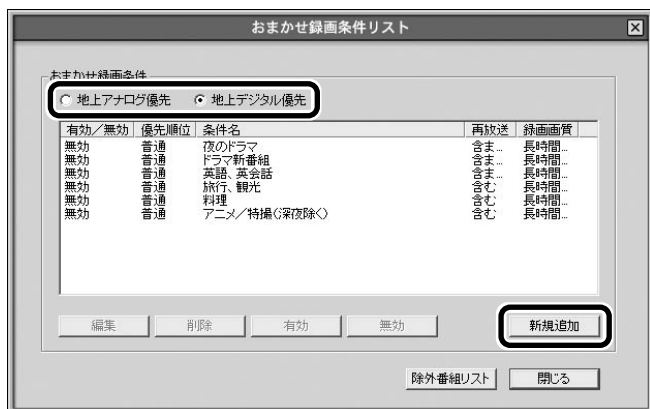 おまかせ録画条件リスト
おまかせ録画条件
地上アナログ優先 地上デジタル優先
有効／無効 優先順位 条件名 再放送 録画画質
無効 普通 夜のドラマ 含ま... 長時間...
無効 普通 ドラマ新番組 含ま... 長時間...
無効 普通 英語、英会話 含ま... 長時間...
無効 普通 旅行、観光 含む 長時間...
無効 普通 料理 含む 長時間...
無効 普通 アニメ／特撮(深夜除く) 含む 長時間...
編集 削除 有効 無効 新規追加
除外番組リスト 閉じる